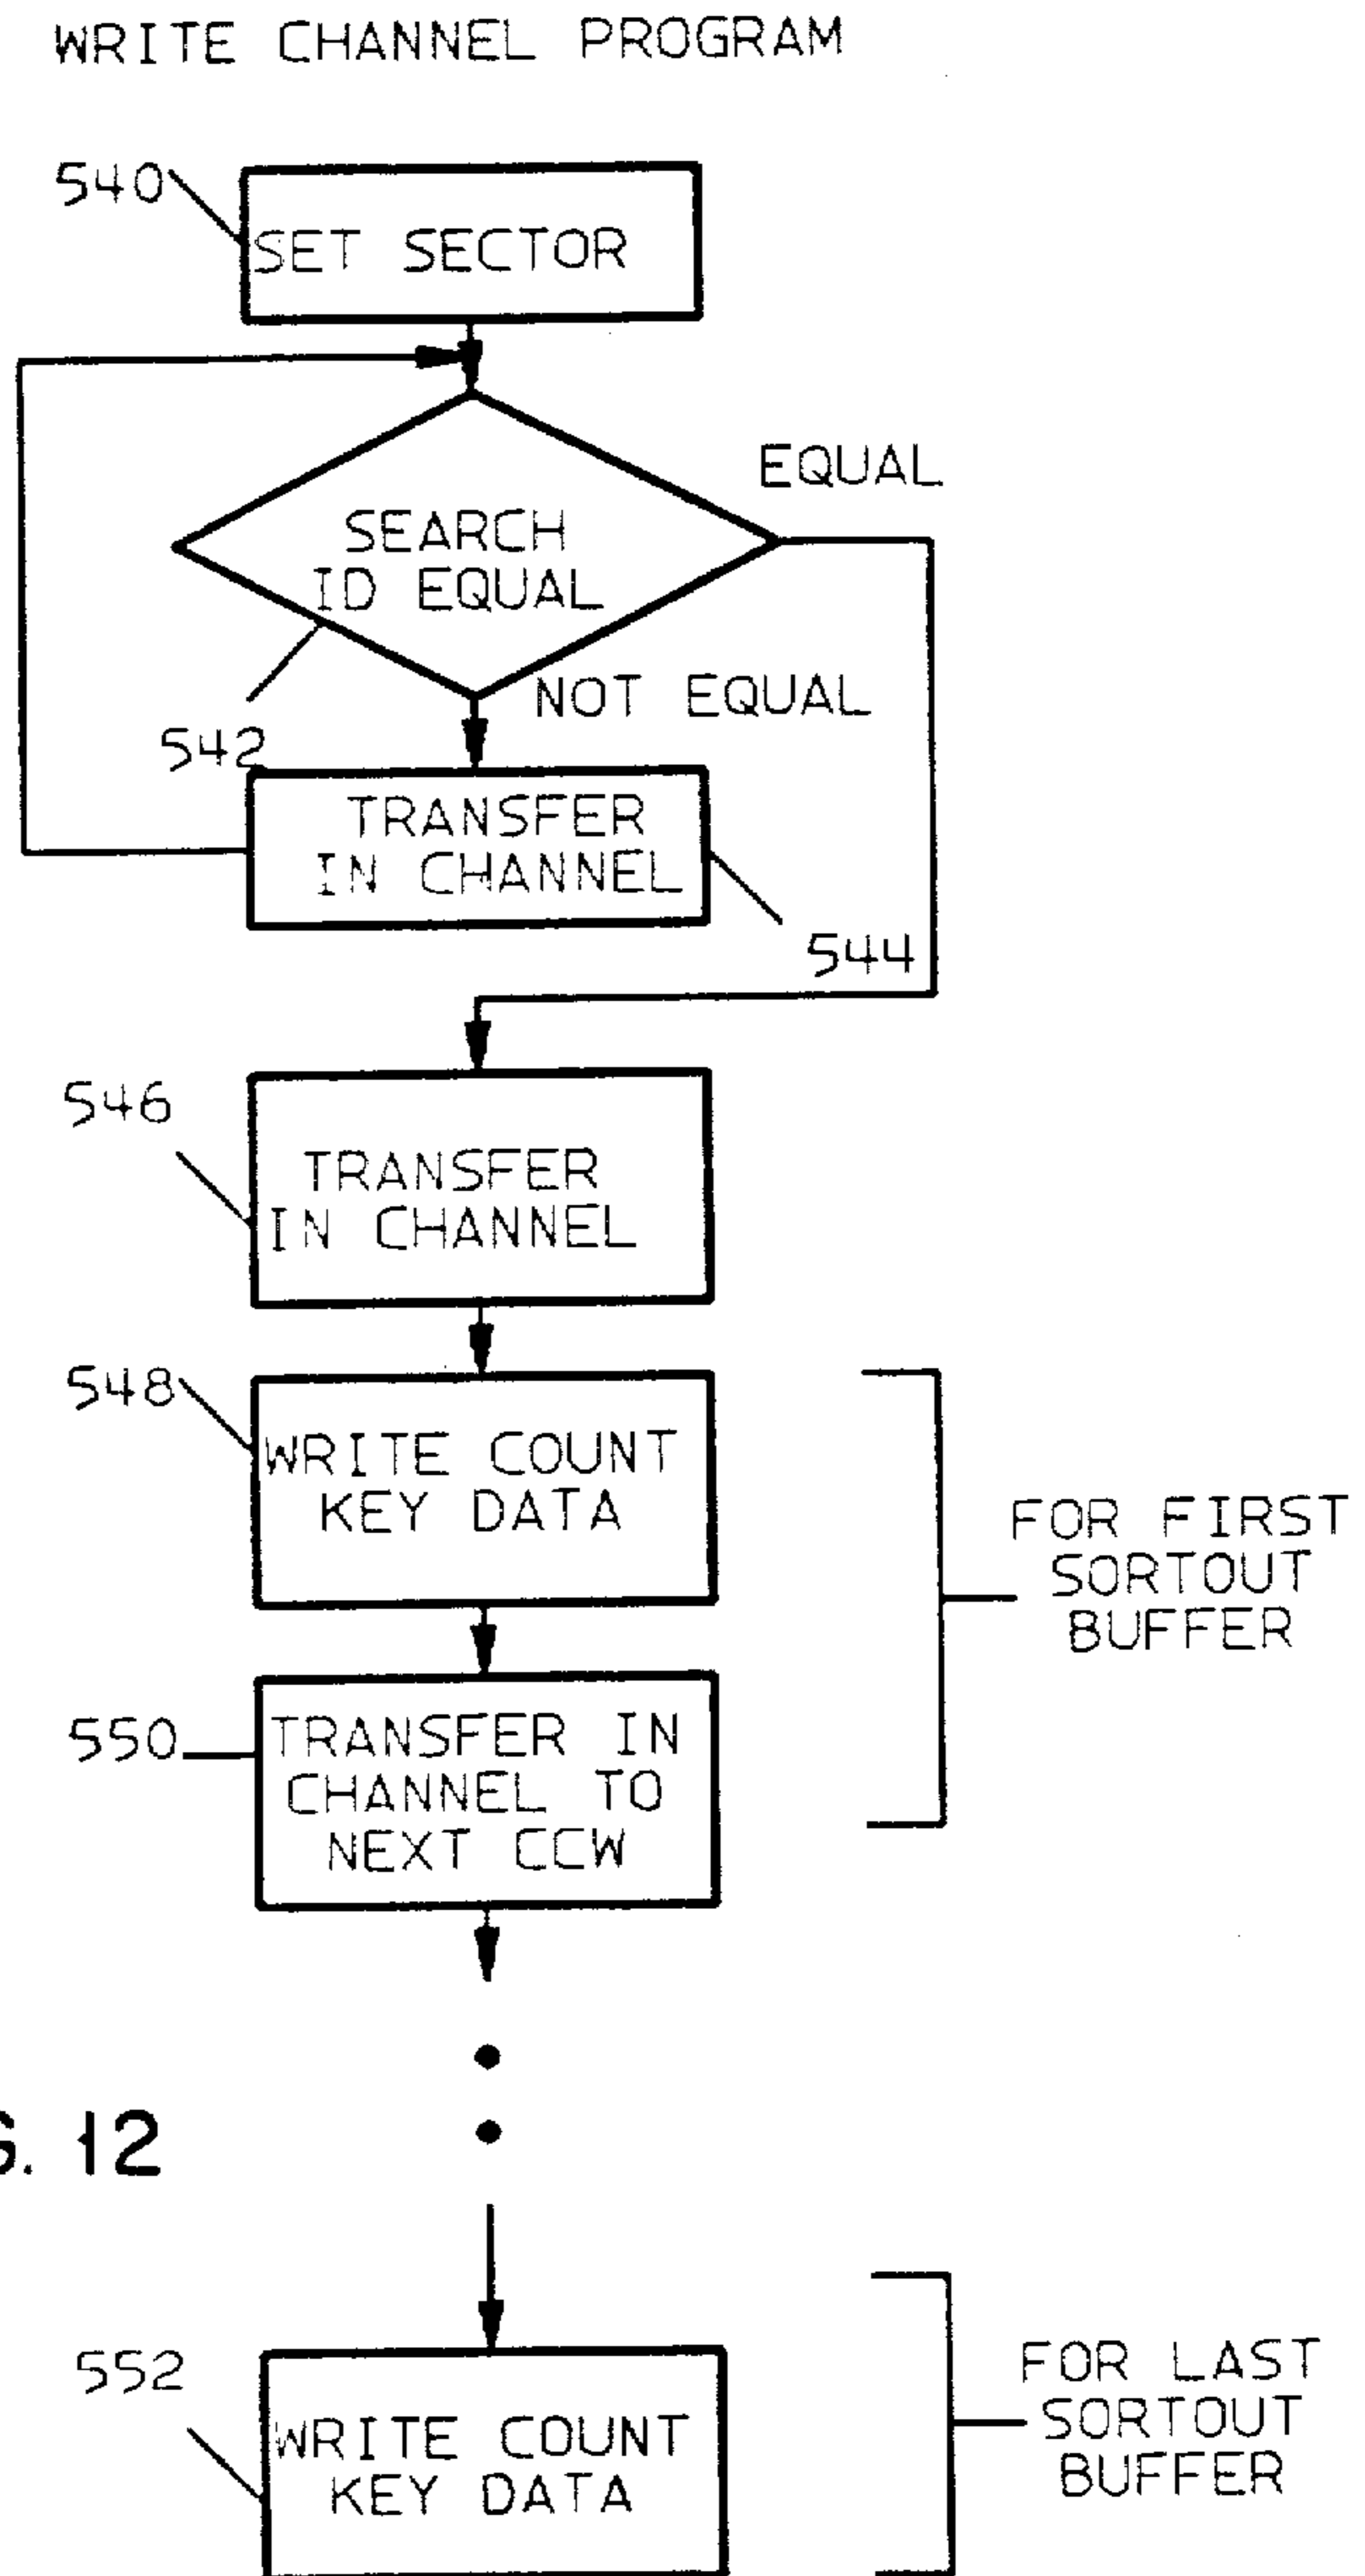 WRITE CHANNEL PROGRAM
540
SET SECTOR
EQUAL
SEARCH
ID EQUAL
NOT EQUAL
542
TRANSFER
IN CHANNEL
544
546
TRANSFER
IN CHANNEL
548
WRITE COUNT
KEY DATA
FOR FIRST
SORTOUT
BUFFER
550
TRANSFER IN
CHANNEL TO
NEXT CCW
G. 12
552
WRITE COUNT
KEY DATA
FOR LAST
SORTOUT
BUFFER